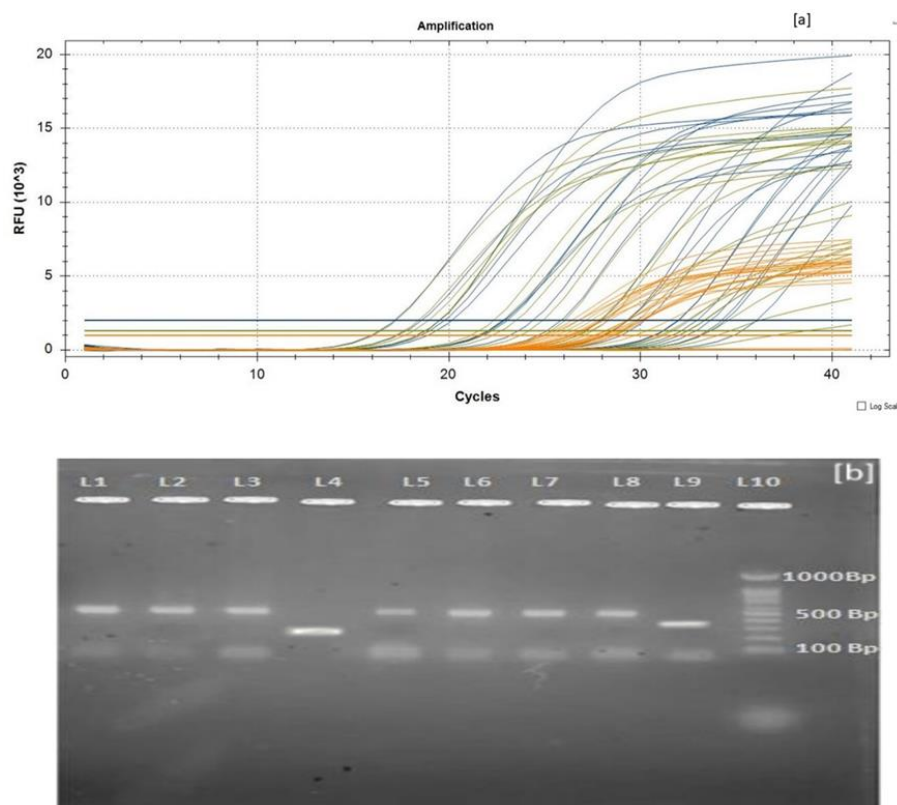 Amplification
[a]
20
15
10
5
0
RFU (10^3)
0 10 20 30 40
Cycles
Log Scal
[b]
L1 L2 L3 L4 L5 L6 L7 L8 L9 L10
1000Bp
500 Bp
100 Bp